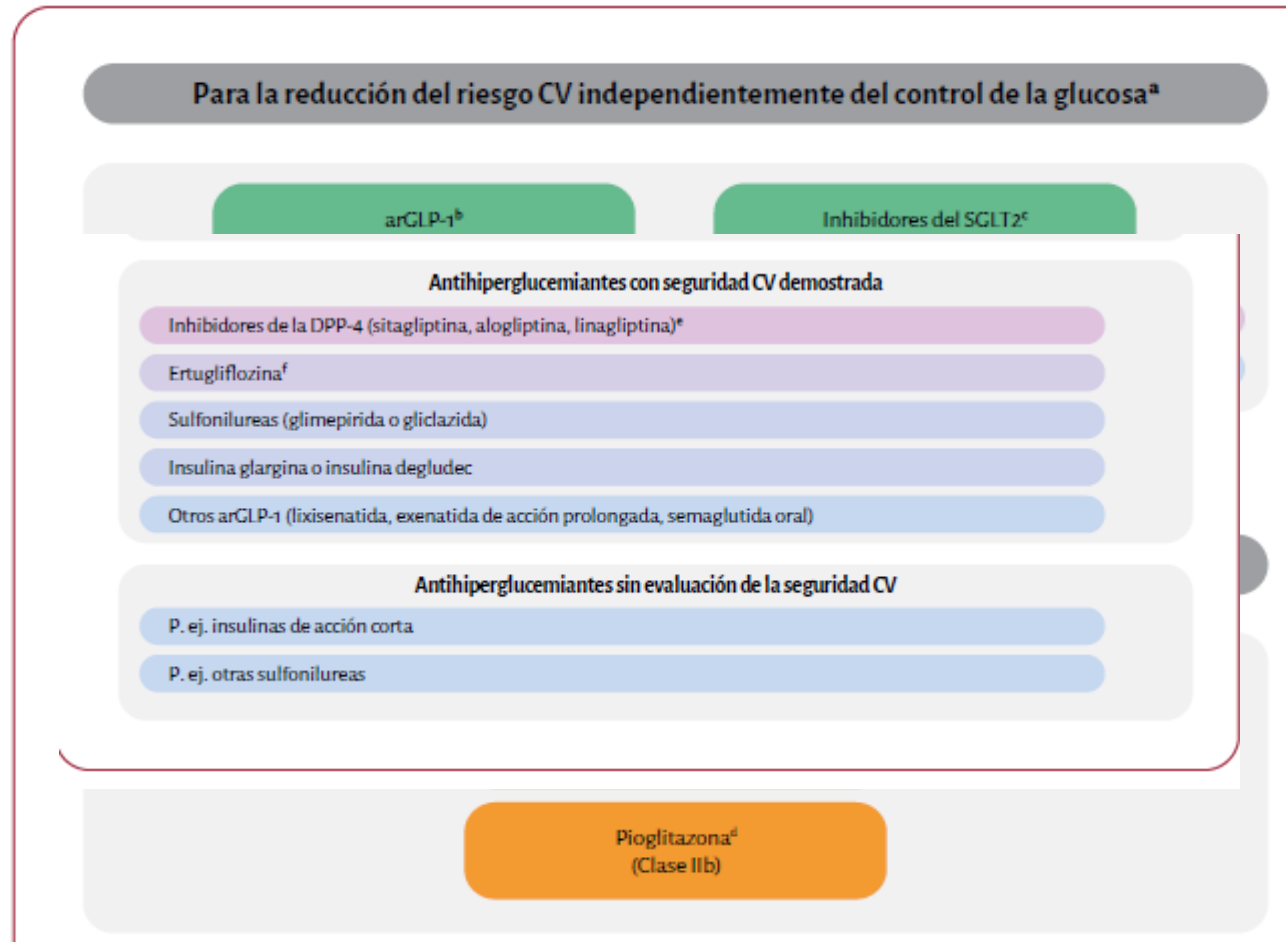 Para la reducción del riesgo CV independientemente del control de la glucosaª
arGLP-1ᵇ
Inhibidores del SGLT2ᶜ
Antihiperglucemiantes con seguridad CV demostrada
Inhibidores de la DPP-4 (sitagliptina, alogliptina, linagliptina)ᵉ
Ertugliflozinaᶠ
Sulfonilureas (glimepirida o gliclazida)
Insulina glargina o insulina degludec
Otros arGLP-1 (lixisenatida, exenatida de acción prolongada, semaglutida oral)
Antihiperglucemiantes sin evaluación de la seguridad CV
P. ej. insulinas de acción corta
P. ej. otras sulfonilureas
Pioglitazonaᵈ
(Clase IIb)